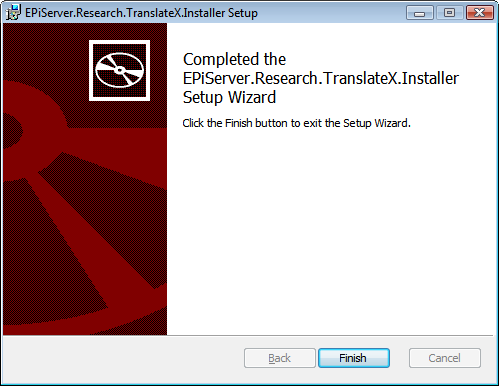 EPiServer.Research.TranslateX.Installer Setup
Completed the
EPiServer.Research.TranslateX.Installer
Setup Wizard
Click the Finish button to exit the Setup Wizard.
Back Finish Cancel